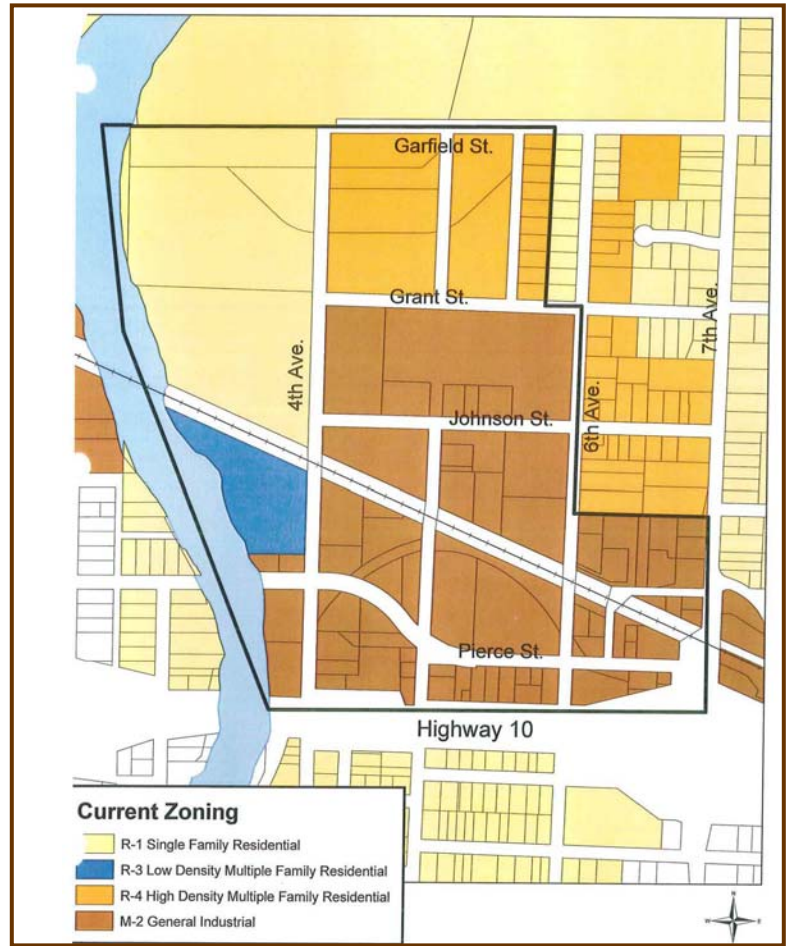 Garfield St.
Grant St.
4th Ave.
7th Ave.
6th Ave.
Johnson St.
Pierce St.
Highway 10
Current Zoning
R-1 Single Family Residential
R-3 Low Density Multiple Family Residential
R-4 High Density Multiple Family Residential
M-2 General Industrial
N
W
E
S